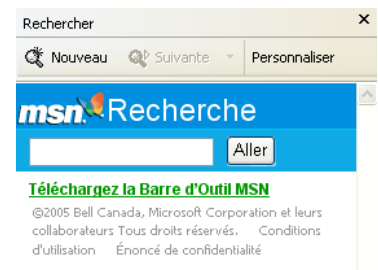 Rechercher
Nouveau Suivante Personnaliser
msn Recherche
Aller
Téléchargez la Barre d'Outil MSN
©2005 Bell Canada, Microsoft Corporation et leurs
collaborateurs Tous droits réservés. Conditions
d'utilisation Énoncé de confidentialité